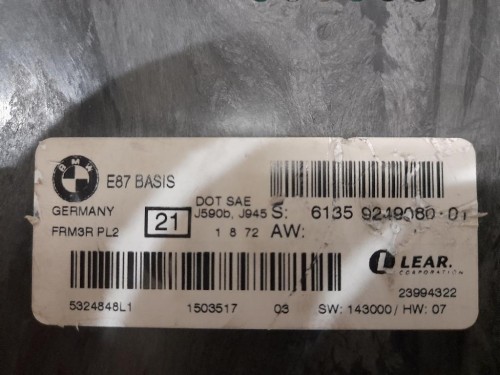 BMW
E87 BASIS
GERMANY
21
DOT SAE
J590b, J945
S: 6135 9249060-01
FRM3R PL2
1 8 72
AW:
LEAR.
CORPORATION
23994322
5324848L1
1503517
03
SW: 143000/ HW: 07